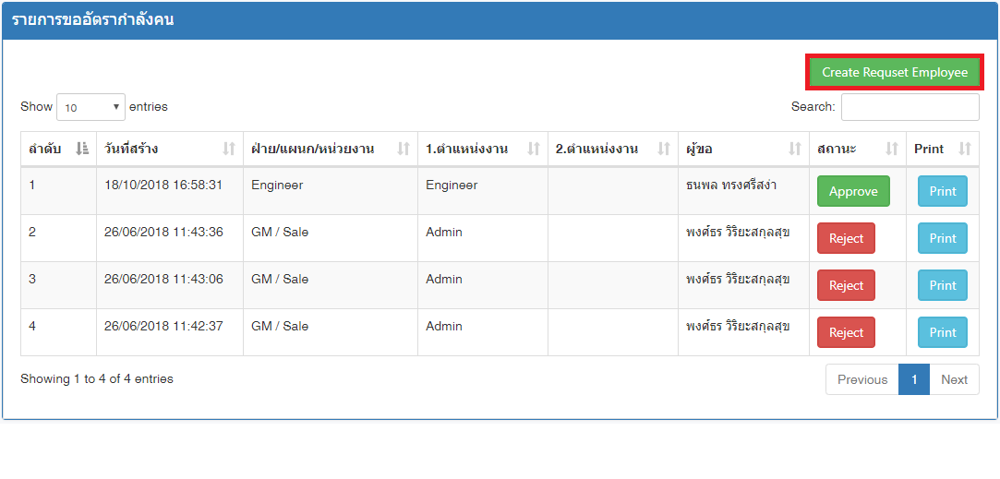 รายการขออัตรากำลังคน
Create Requset Employee
Show 10 entries Search:
ลำดับ วันที่สร้าง ฝ่าย/แผนก/หน่วยงาน 1.ตำแหน่งงาน 2.ตำแหน่งงาน ผู้ขอ สถานะ Print
1 18/10/2018 16:58:31 Engineer Engineer ธนพล ทรงศรีสง่า Approve Print
2 26/06/2018 11:43:36 GM / Sale Admin พงศ์ธร วิริยะสกุลสุข Reject Print
3 26/06/2018 11:43:06 GM / Sale Admin พงศ์ธร วิริยะสกุลสุข Reject Print
4 26/06/2018 11:42:37 GM / Sale Admin พงศ์ธร วิริยะสกุลสุข Reject Print
Showing 1 to 4 of 4 entries Previous 1 Next